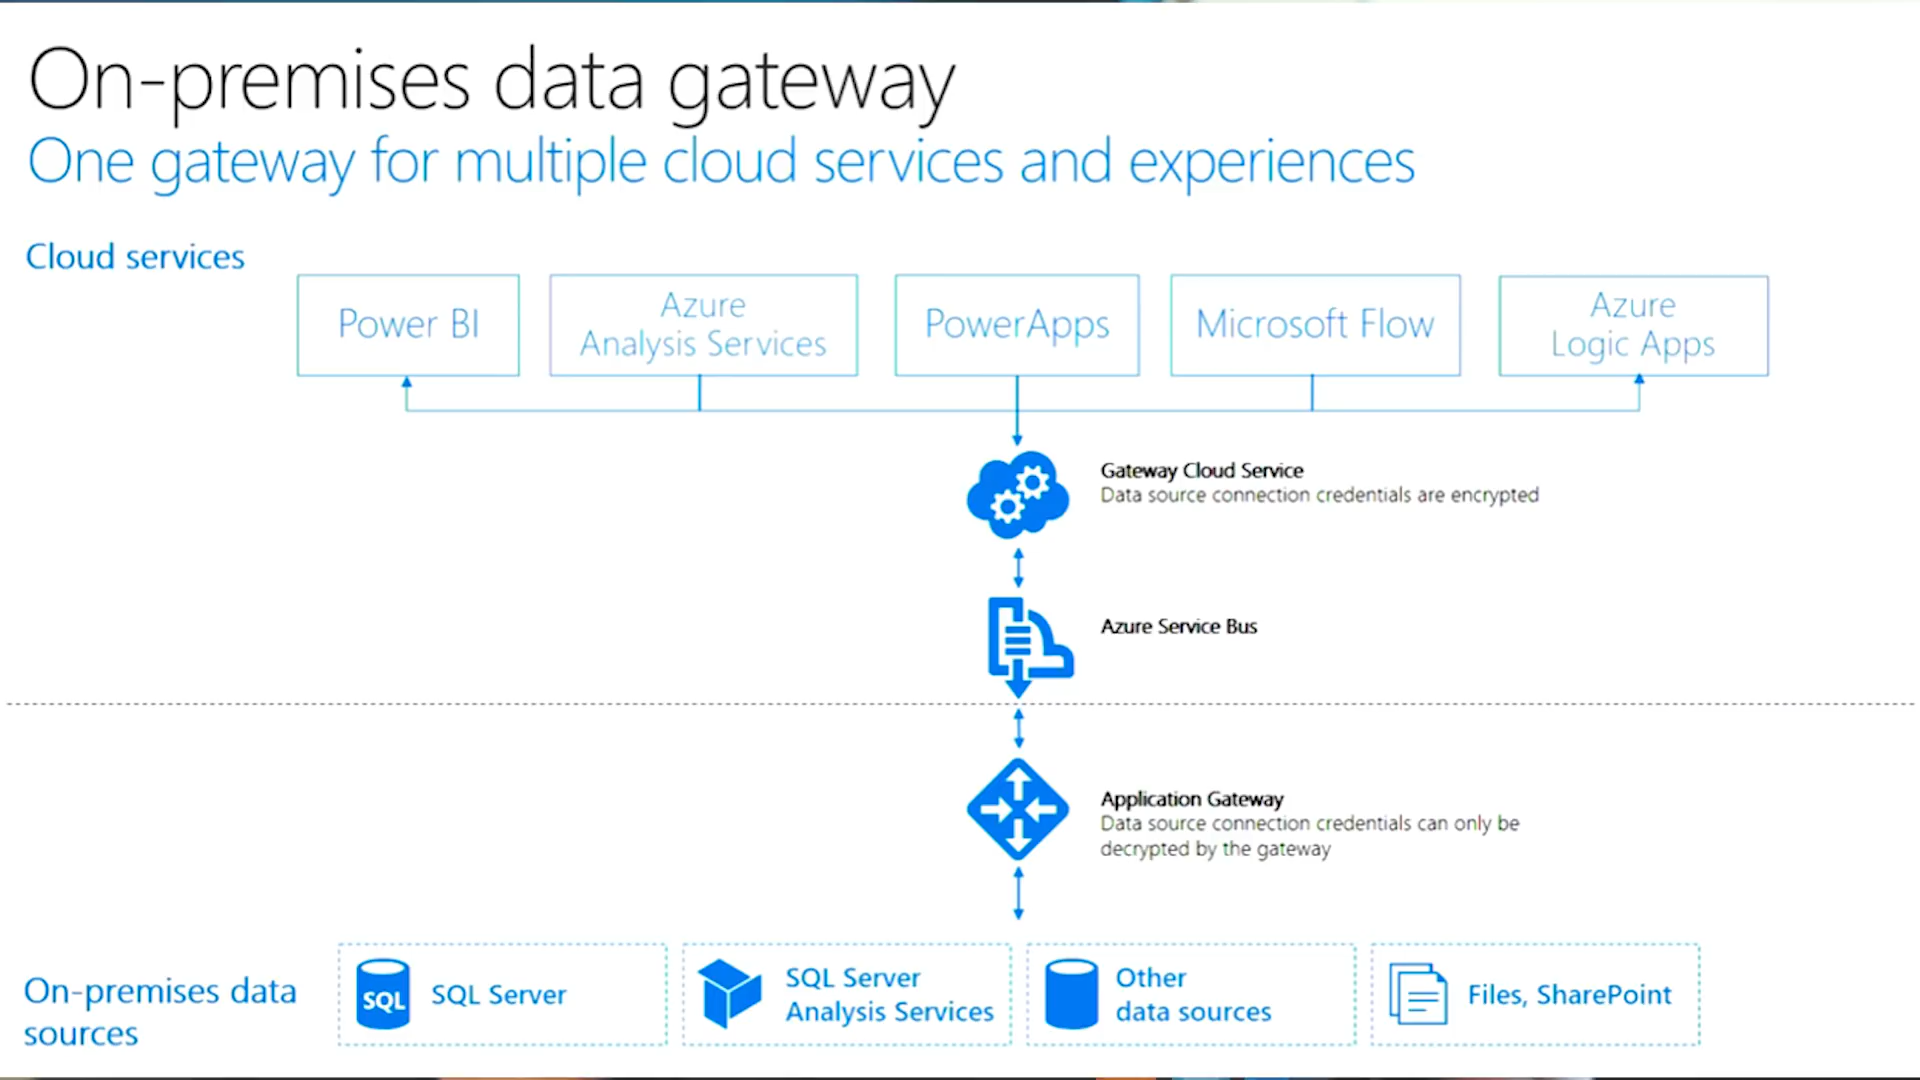 On-premises data gateway
One gateway for multiple cloud services and experiences
Cloud services
Power BI
Azure
Analysis Services
PowerApps
Microsoft Flow
Azure
Logic Apps
Gateway Cloud Service
Data source connection credentials are encrypted
Azure Service Bus
Application Gateway
Data source connection credentials can only be
decrypted by the gateway
On-premises data
sources
SQL
SQL Server
SQL Server
Analysis Services
Other
data sources
Files, SharePoint